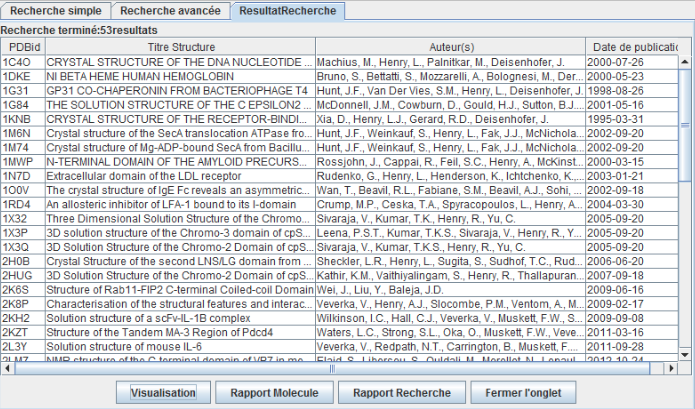 Recherche simple Recherche avancée ResultatRecherche
Recherche terminé:53resultats
PDBid Titre Structure Auteur(s) Date de publicatio
1C4O CRYSTAL STRUCTURE OF THE DNA NUCLEOTIDE ... Machius, M., Henry, L., Palnitkar, M., Deisenhofer, J. 2000-07-26
1DKE NI BETA HEME HUMAN HEMOGLOBIN Bruno, S., Bettatti, S., Mozzarelli, A., Bolognesi, M., Der... 2000-05-23
1G31 GP31 CO-CHAPERONIN FROM BACTERIOPHAGE T4 Hunt, J.F., Van Der Vies, S.M., Henry, L., Deisenhofer, J. 1998-08-26
1G84 THE SOLUTION STRUCTURE OF THE C EPSILON2 ... McDonnell, J.M., Cowburn, D., Gould, H.J., Sutton, B.J.... 2001-05-16
1KNB CRYSTAL STRUCTURE OF THE RECEPTOR-BINDI... Xia, D., Henry, L.J., Gerard, R.D., Deisenhofer, J. 1995-03-31
1M6N Crystal structure of the SecA translocation ATPase fro... Hunt, J.F., Weinkauf, S., Henry, L., Fak, J.J., McNichola... 2002-09-20
1M74 Crystal structure of Mg-ADP-bound SecA from Bacillu... Hunt, J.F., Weinkauf, S., Henry, L., Fak, J.J., McNichola... 2002-09-20
1MWP N-TERMINAL DOMAIN OF THE AMYLOID PRECURS... Rossjohn, J., Cappai, R., Feil, S.C., Henry, A., McKinst... 2000-03-15
1N7D Extracellular domain of the LDL receptor Rudenko, G., Henry, L., Henderson, K., Ichtchenko, K.,... 2003-01-21
1O0V The crystal structure of IgE Fc reveals an asymmetric... Wan, T., Beavil, R.L., Fabiane, S.M., Beavil, A.J., Sohi, ... 2002-09-18
1RD4 An allosteric inhibitor of LFA-1 bound to its I-domain Crump, M.P., Ceska, T.A., Spyracopoulos, L., Henry, A... 2004-03-30
1X32 Three Dimensional Solution Structure of the Chromo... Sivaraja, V., Kumar, T.K., Henry, R., Yu, C. 2005-09-20
1X3P 3D solution structure of the Chromo-3 domain of cpS... Leena, P.S.T., Kumar, T.K.S., Sivaraja, V., Henry, R., Y... 2005-09-20
1X3Q 3D Solution Structure of the Chromo-2 Domain of cpS... Sivaraja, V., Kumar, T.K.S., Henry, R., Yu, C. 2005-09-20
2H0B Crystal Structure of the second LNS/LG domain from ... Sheckler, L.R., Henry, L., Sugita, S., Sudhof, T.C., Rud... 2006-06-20
2HUG 3D Solution Structure of the Chromo-2 Domain of cpS... Kathir, K.M., Vaithiyalingam, S., Henry, R., Thallapuran... 2007-09-18
2K6S Structure of Rab11-FIP2 C-terminal Coiled-coil Domain Wei, J., Liu, Y., Baleja, J.D. 2009-06-16
2K8P Characterisation of the structural features and interac... Veverka, V., Henry, A.J., Slocombe, P.M., Ventom, A., M... 2009-02-17
2KH2 Solution structure of a scFv-IL-1B complex Wilkinson, I.C., Hall, C.J., Veverka, V., Muskett, F.W., S... 2009-09-08
2KZT Structure of the Tandem MA-3 Region of Pdcd4 Waters, L.C., Strong, S.L., Oka, O., Muskett, F.W., Veve... 2011-03-16
2L3Y Solution structure of mouse IL-6 Veverka, V., Redpath, N.T., Carrington, B., Muskett, F.... 2011-09-28
2LM7 NMR structure of the C-terminal domain of VP7 in me... Elaid, S., Libersou, S., Ouldali, M., Morellet, N., Lepaul... 2012-10-24
Visualisation Rapport Molecule Rapport Recherche Fermer l'onglet